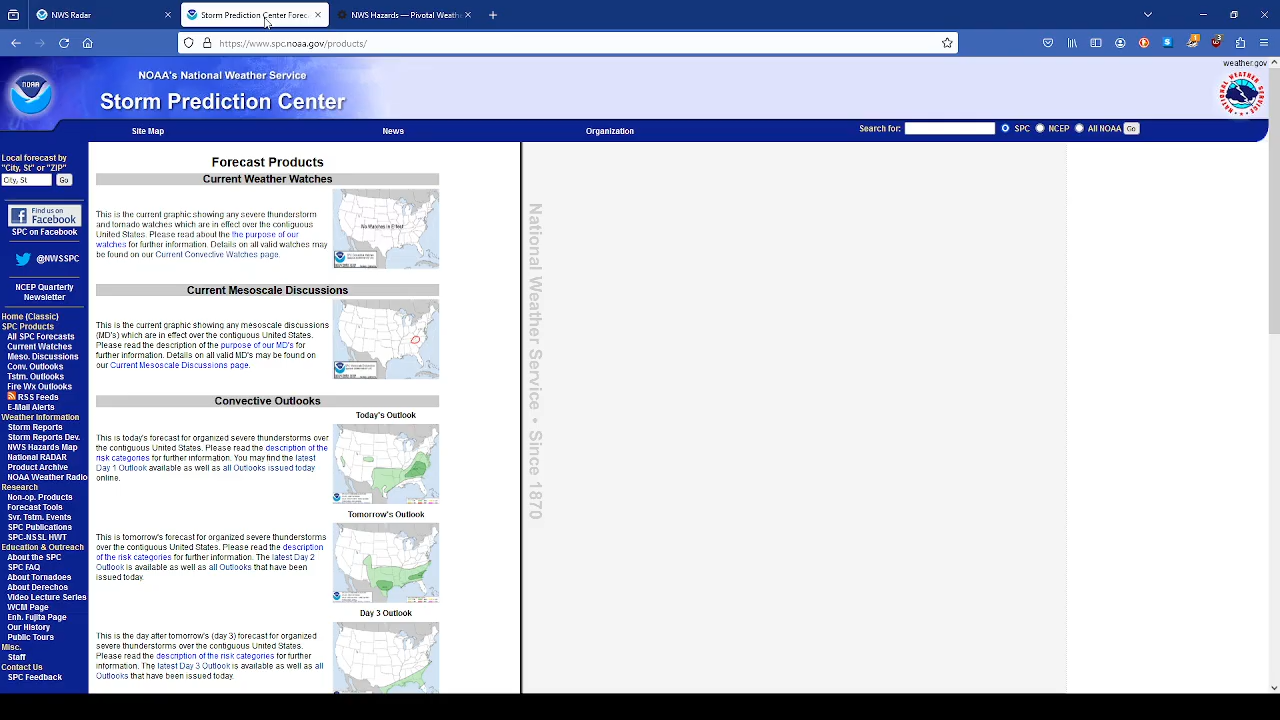 NWS Radar
Storm Prediction Center Forec
NWS Hazards — Pivotal Weath
https://www.spc.noaa.gov/products/
weather.gov
NOAA's National Weather Service
Storm Prediction Center
Site Map
News
Organization
Search for:
SPC
NCEP
All NOAA
Go
Local forecast by
"City, St" or "ZIP"
City, St
Go
Find us on
Facebook
SPC on Facebook
@NWSSPC
NCEP Quarterly
Newsletter
Home (Classic)
SPC Products
All SPC Forecasts
Current Watches
Meso. Discussions
Conv. Outlooks
Tstm. Outlooks
Fire Wx Outlooks
RSS Feeds
E-Mail Alerts
Weather Information
Storm Reports
Storm Reports Dev.
NWS Hazards Map
National RADAR
Product Archive
NOAA Weather Radio
Research
Non-op. Products
Forecast Tools
Svr. Tstm. Events
SPC Publications
SPC-NSSL HWT
Education & Outreach
About the SPC
SPC FAQ
About Tornadoes
About Derechos
Video Lecture Series
WCM Page
Enh. Fujita Page
Our History
Public Tours
Misc.
Staff
Contact Us
SPC Feedback
Forecast Products
Current Weather Watches
This is the current graphic showing any severe thunderstorm
and tornado watches which are in effect over the contiguous
United States. Please read about the the purpose of our
watches for further information. Details on all valid watches may
be found on our Current Convective Watches page.
No Watches in Effect
Current Mesoscale Discussions
This is the current graphic showing any mesoscale discussions
(MD's) which are in effect over the contiguous United States.
Please read the description of the purpose of our MD's for
further information. Details on all valid MD's may be found on
our Current Mesoscale Discussions page.
Convective Outlooks
Today's Outlook
This is today's forecast for organized severe thunderstorms over
the contiguous United States. Please read the description of the
risk categories for further information. You may find the latest
Day 1 Outlook available as well as all Outlooks issued today
on.
Tomorrow's Outlook
This is tomorrow's forecast for organized severe thunderstorms
over the contiguous United States. Please read the description
of the risk categories for further information. The latest Day 2
Outlook is available as well as all Outlooks that have been
issued today.
Day 3 Outlook
This is the day after tomorrow's (day 3) forecast for organized
severe thunderstorms over the contiguous United States.
Please read the description of the risk categories for further
information. The latest Day 3 Outlook is available as well as all
Outlooks that have been issued today.
National Weather Service • Since 1870